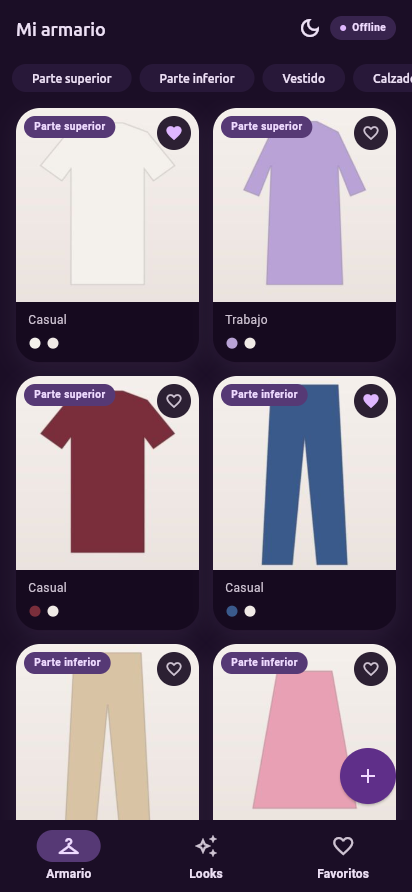 Mi armario
Offline
Parte superior
Parte inferior
Vestido
Calzado
Parte superior
Parte superior
Casual
Trabajo
Parte superior
Parte inferior
Casual
Casual
Parte inferior
Parte inferior
Armario
Looks
Favoritos